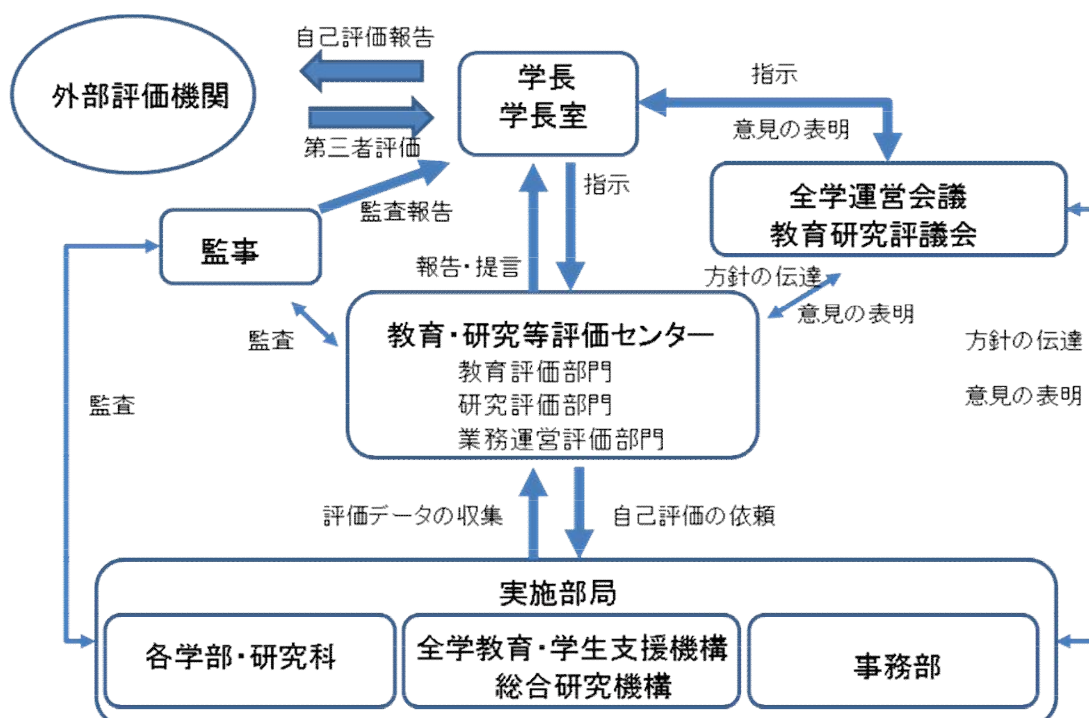 自己評価報告
外部評価機関
学長
学長室
指示
意見の表明
第三者評価
監査報告
指示
全学運営会議
教育研究評議会
監事
報告・提言
方針の伝達
意見の表明
監査
教育・研究等評価センター
教育評価部門
研究評価部門
業務運営評価部門
方針の伝達
意見の表明
監査
評価データの収集
自己評価の依頼
実施部局
各学部・研究科
全学教育・学生支援機構
総合研究機構
事務部